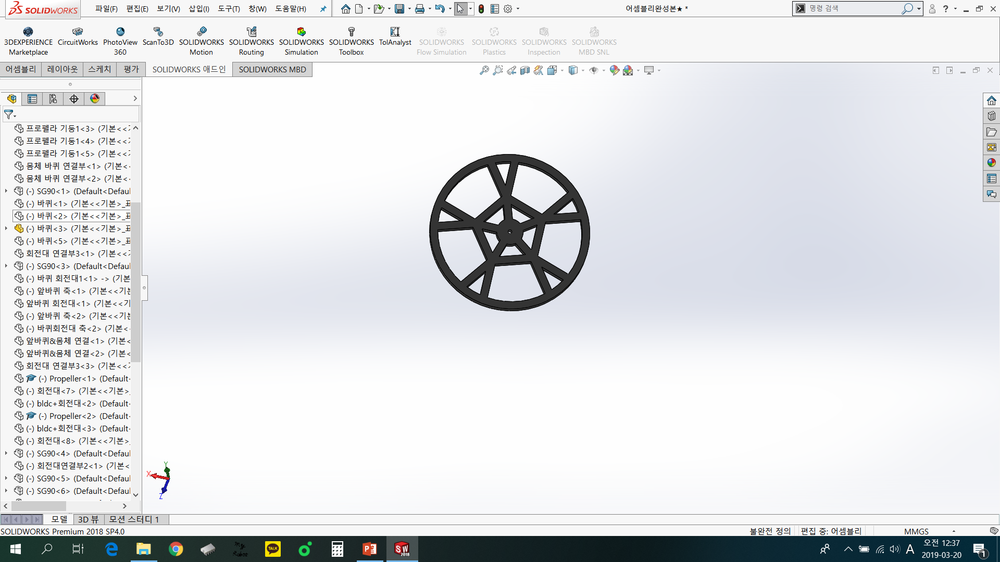 SOLIDWORKS 파일(F) 편집(E) 보기(V) 삽입(I) 도구(T) 창(W) 도움말(H) 어셈블리완성본★ * 명령 검색
3DEXPERIENCE Marketplace
CircuitWorks
PhotoView 360
ScanTo3D
SOLIDWORKS Motion
SOLIDWORKS Routing
SOLIDWORKS Simulation
SOLIDWORKS Toolbox
TolAnalyst
SOLIDWORKS Flow Simulation
SOLIDWORKS Plastics
SOLIDWORKS Inspection
SOLIDWORKS MBD SNL
어셈블리 레이아웃 스케치 평가 SOLIDWORKS 애드인 SOLIDWORKS MBD
프로펠라 기둥1<3> (기본<<
프로펠라 기둥1<4> (기본<<
프로펠라 기둥1<5> (기본<<
몸체 바퀴 연결부<1> (기본<
몸체 바퀴 연결부<2> (기본<
(-) SG90<1> (Default<Defaul
(-) 바퀴<1> (기본<<기본>_표
(-) 바퀴<2> (기본<<기본>_표
(-) 바퀴<3> (기본<<기본>_표
(-) 바퀴<5> (기본<<기본>_표
회전대 연결부3<1> (기본<<
(-) SG90<3> (Default<Defaul
(-) 바퀴 회전대1<1> -> (기본
(-) 앞바퀴 축<1> (기본<<기본
앞바퀴 회전대<1> (기본<<기
(-) 앞바퀴 축<2> (기본<<기본
(-) 바퀴회전대 축<2> (기본<
앞바퀴&몸체 연결<1> (기본<
앞바퀴&몸체 연결<2> (기본<
회전대 연결부3<3> (기본<<
(-) Propeller<1> (Default<
(-) 회전대<7> (기본<<기본>_
(-) bldc+회전대<2> (Default<
(-) Propeller<2> (Default<
(-) bldc+회전대<3> (Default<
(-) 회전대<8> (기본<<기본>_
(-) SG90<4> (Default<Defaul
(-) 회전대연결부2<1> (기본<
(-) SG90<5> (Default<Defaul
(-) SG90<6> (Default<Defaul
Y
X
Z
모델 3D 뷰 모션 스터디 1
SOLIDWORKS Premium 2018 SP4.0 불완전 정의 편집 중: 어셈블리 MMGS
My Robot TALK SW 2018 A 오전 12:37
2019-03-20 1